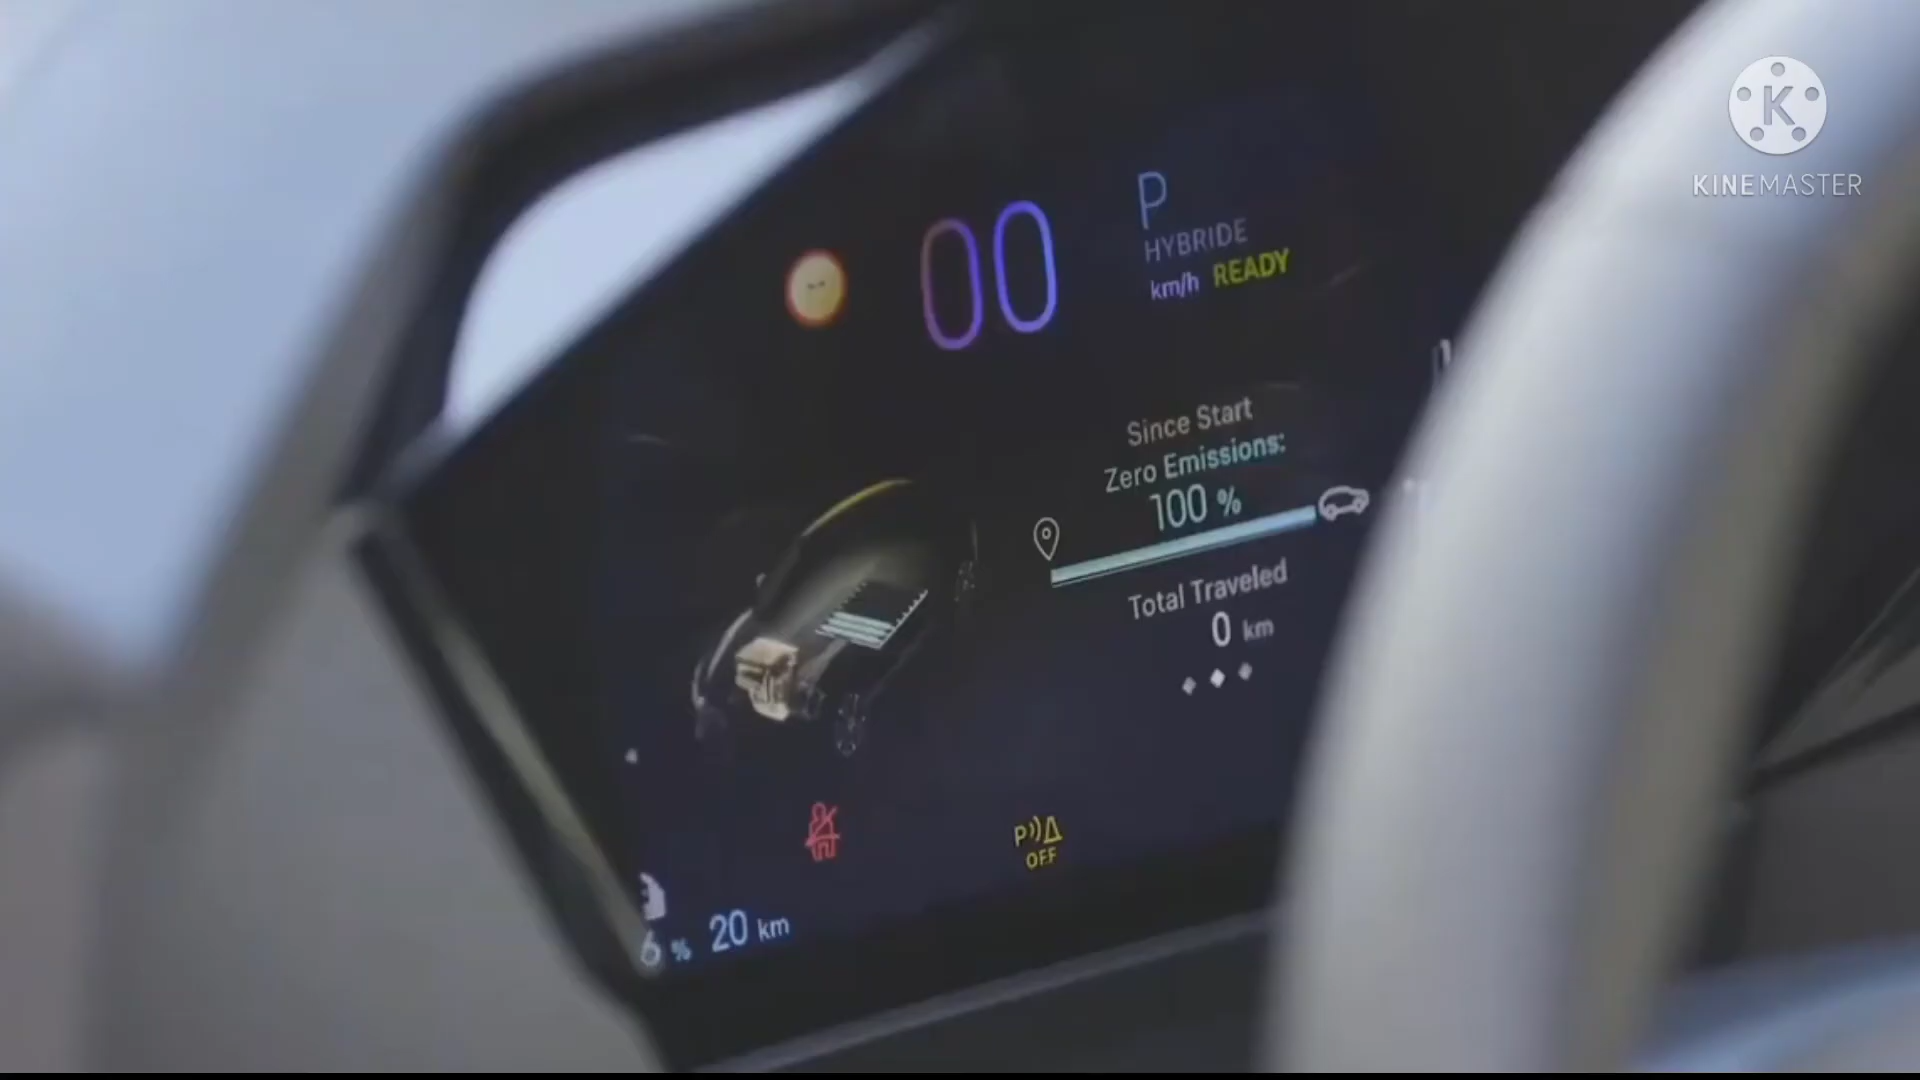 K
KINEMASTER
00
P
HYBRIDE
km/h READY
Since Start
Zero Emissions:
100 %
Total Traveled
0 km
P
OFF
20 km